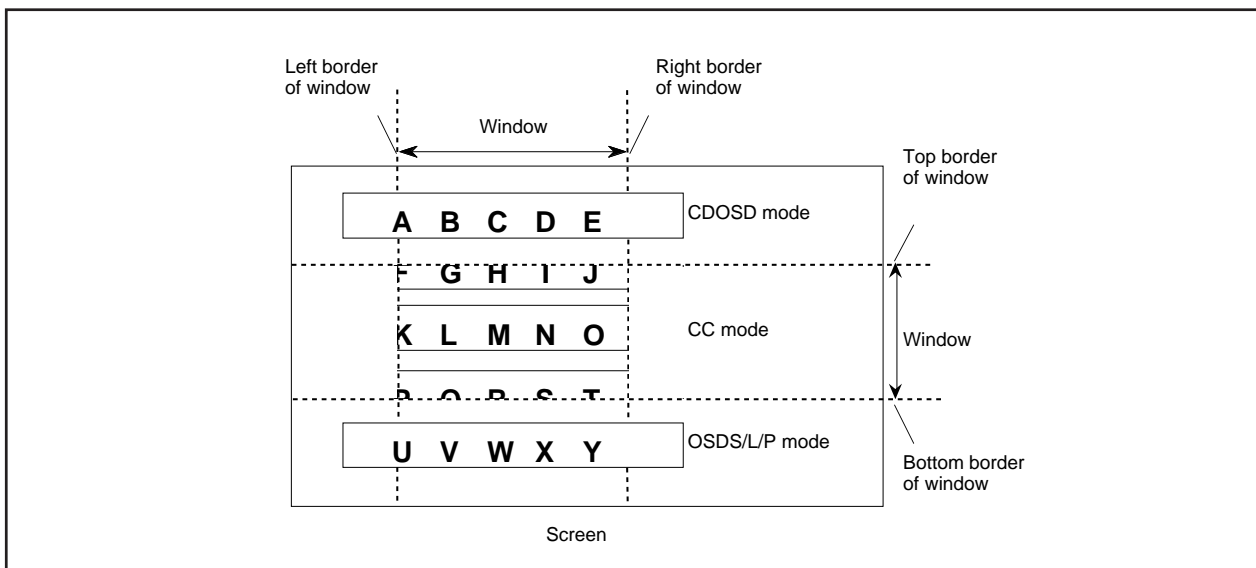 Left border
of window
Right border
of window
Window
Top border
of window
A B C D E
CDOSD mode
F G H I J
K L M N O
CC mode
Window
P Q R S T
U V W X Y
OSDS/L/P mode
Bottom border
of window
Screen